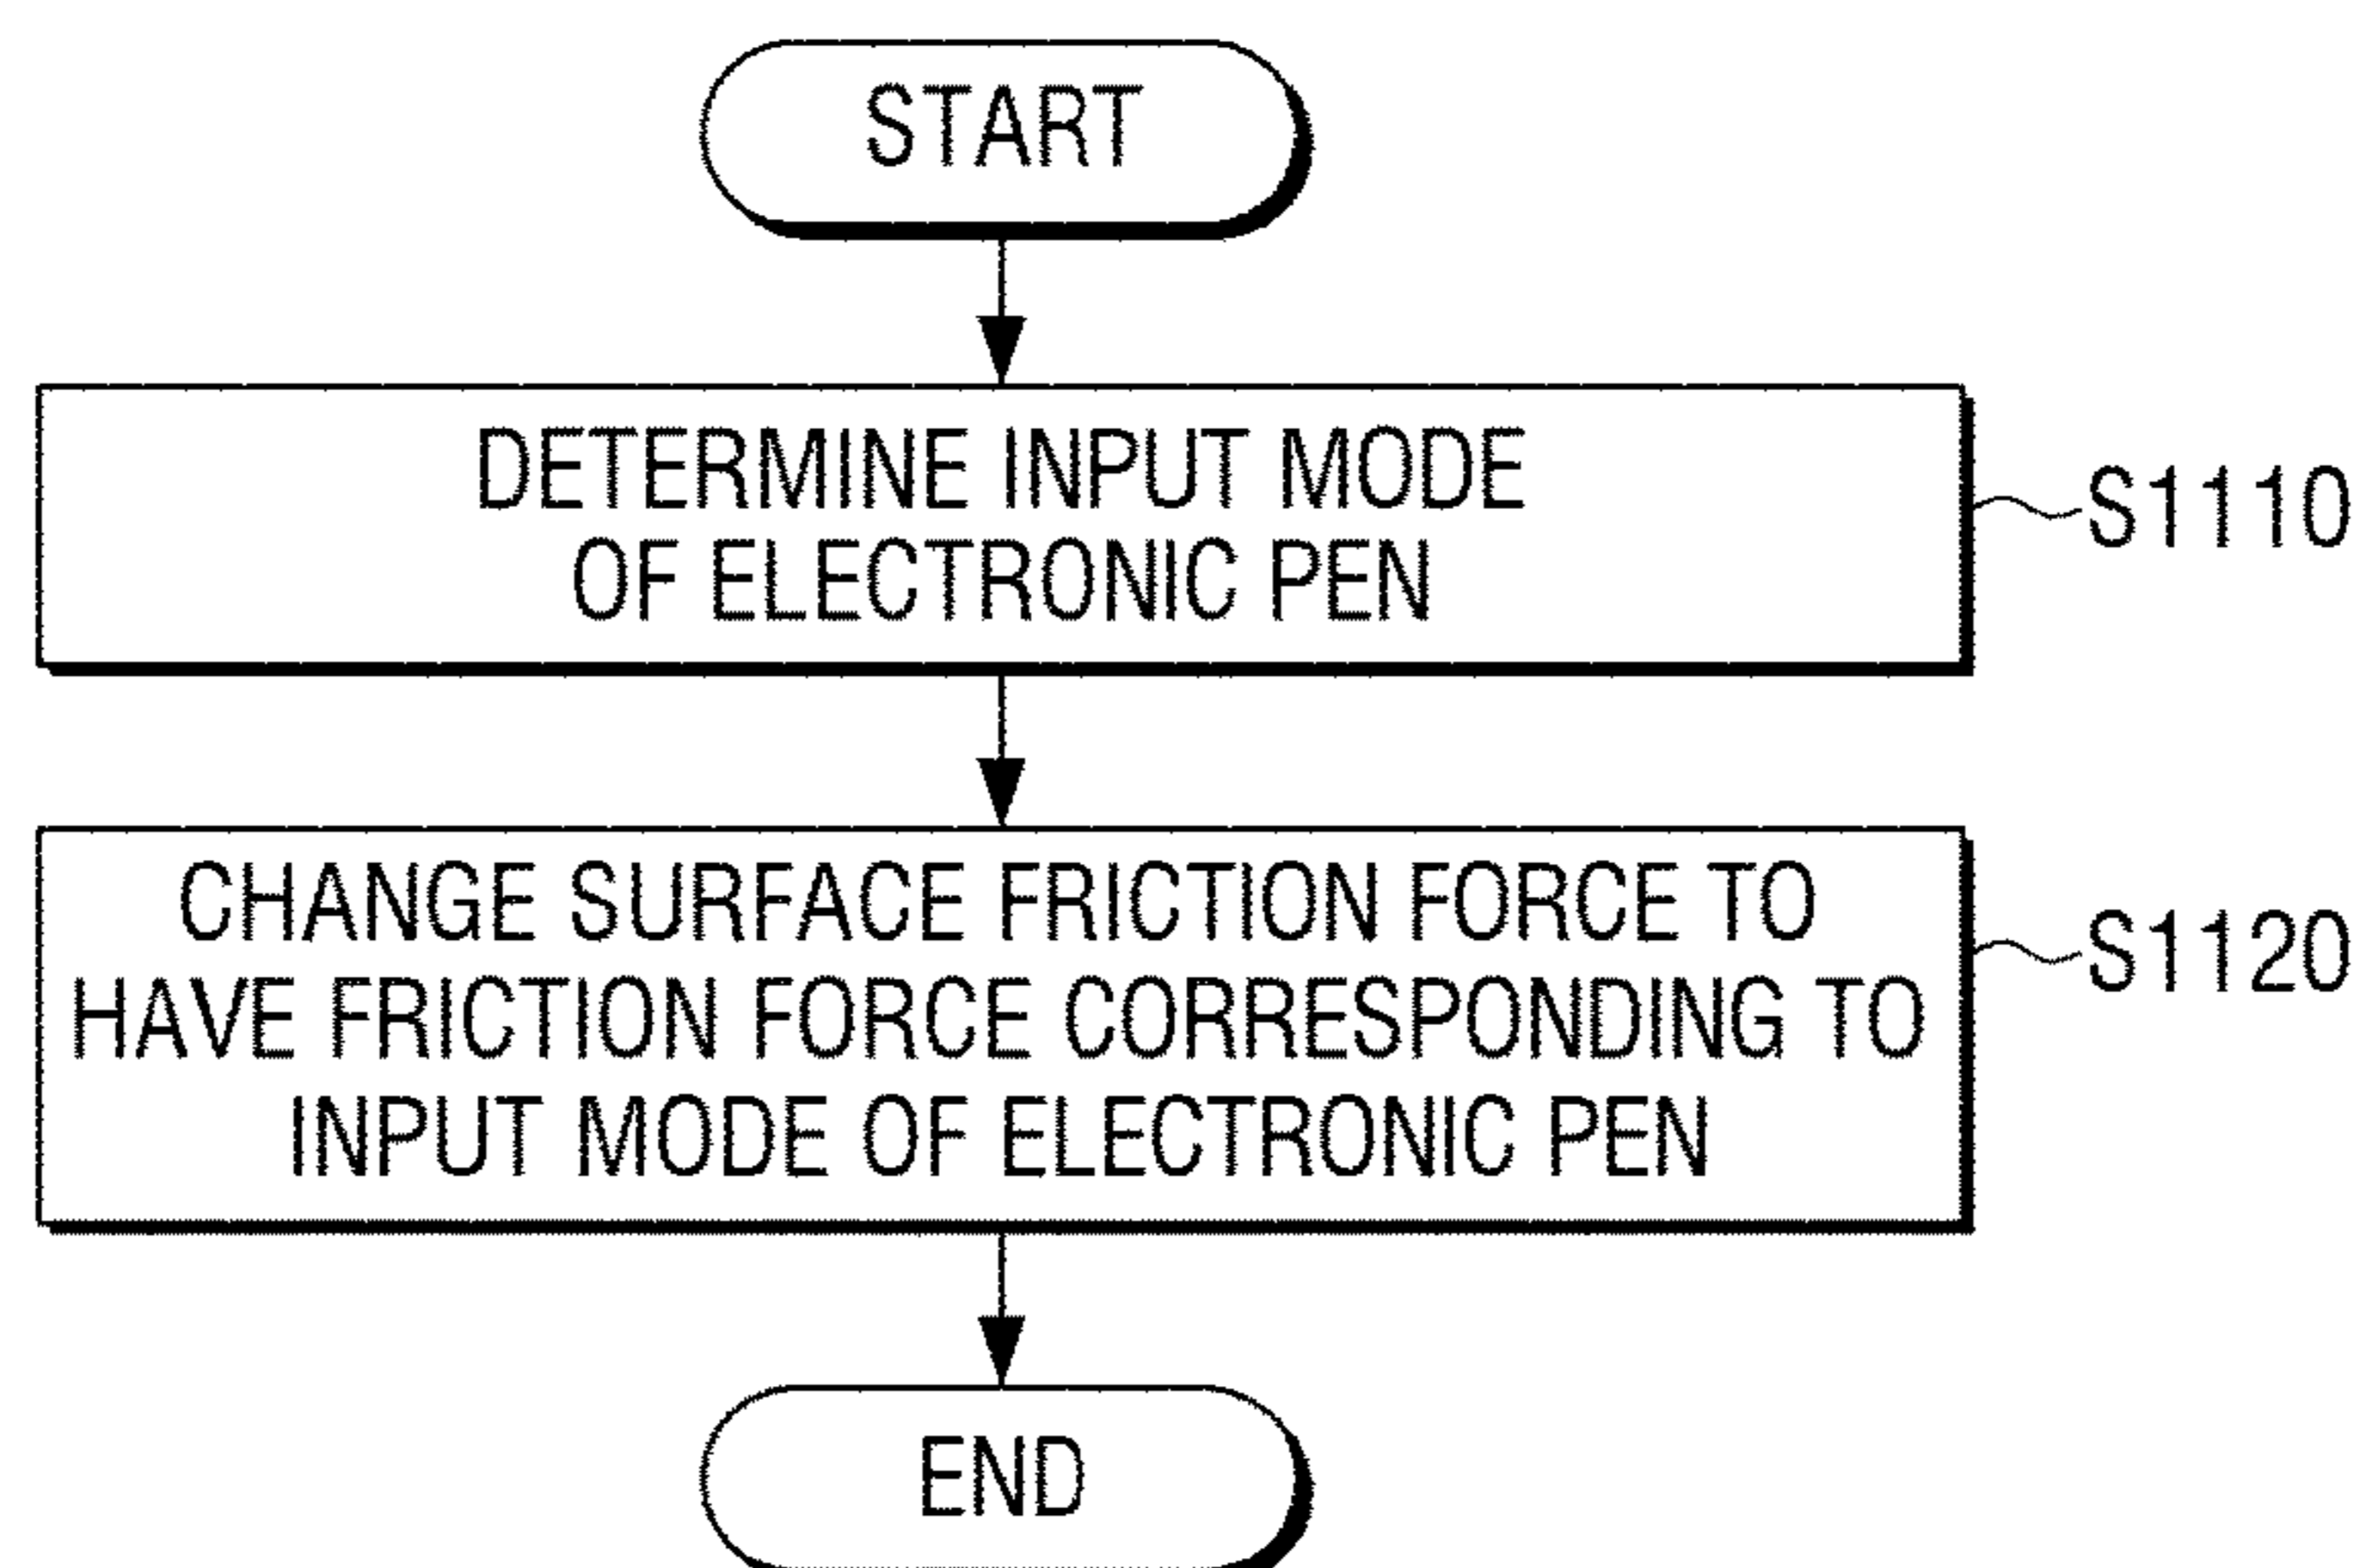 START
DETERMINE INPUT MODE
OF ELECTRONIC PEN
S1110
CHANGE SURFACE FRICTION FORCE TO
HAVE FRICTION FORCE CORRESPONDING TO
INPUT MODE OF ELECTRONIC PEN
S1120
END